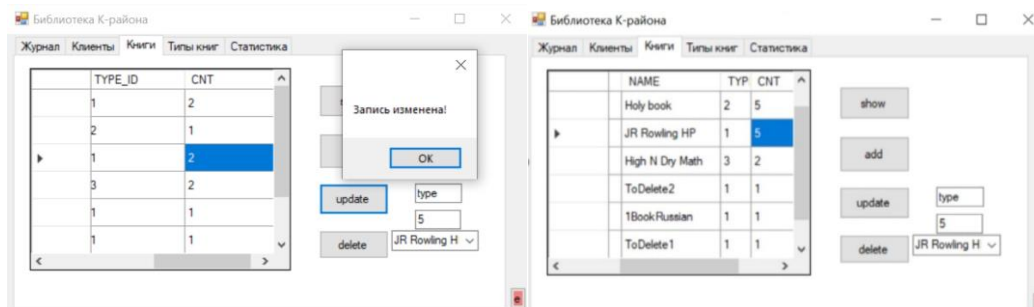 Библиотека К-района
Журнал Клиенты Книги Типы книг Статистика
TYPE_ID CNT
1 2
2 1
1 2
3 2
1 1
1 1
Запись изменена!
OK
update
type
5
delete
JR Rowling H
e
Библиотека К-района
Журнал Клиенты Книги Типы книг Статистика
NAME TYP CNT
Holy book 2 5
JR Rowling HP 1 5
High N Dry Math 3 2
ToDelete2 1 1
1BookRussian 1 1
ToDelete1 1 1
show
add
update
type
5
delete
JR Rowling H